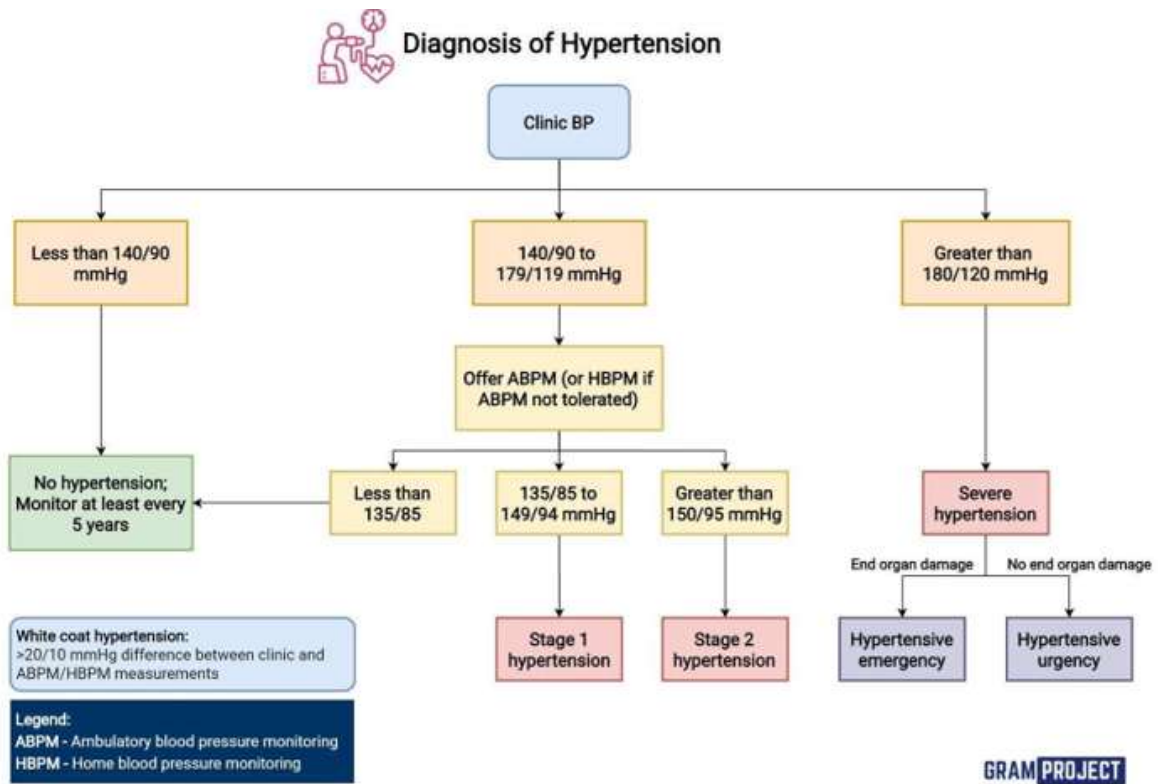 Diagnosis of Hypertension
Clinic BP
Less than 140/90
mmHg
140/90 to
179/119 mmHg
Greater than
180/120 mmHg
Offer ABPM (or HBPM if
ABPM not tolerated)
No hypertension;
Monitor at least every
5 years
Less than
135/85
135/85 to
149/94 mmHg
Greater than
150/95 mmHg
Severe
hypertension
End organ damage
No end organ damage
Stage 1
hypertension
Stage 2
hypertension
Hypertensive
emergency
Hypertensive
urgency
White coat hypertension:
>20/10 mmHg difference between clinic and
ABPM/HBPM measurements
Legend:
ABPM - Ambulatory blood pressure monitoring
HBPM - Home blood pressure monitoring
GRAM PROJECT